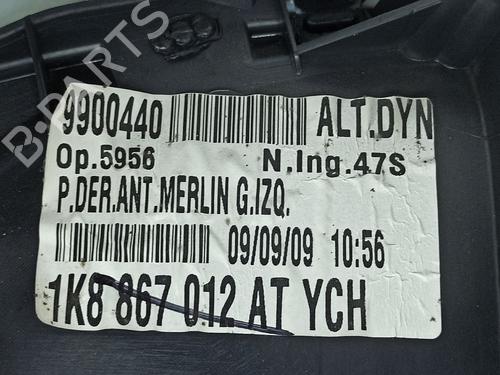 9900440 ALT.DYN
Op.5956 N.Ing.47S
P.DER.ANT.MERLIN G.IZQ.
09/09/09 10:56
1K8 867 012 AT YCH
B-PARTS